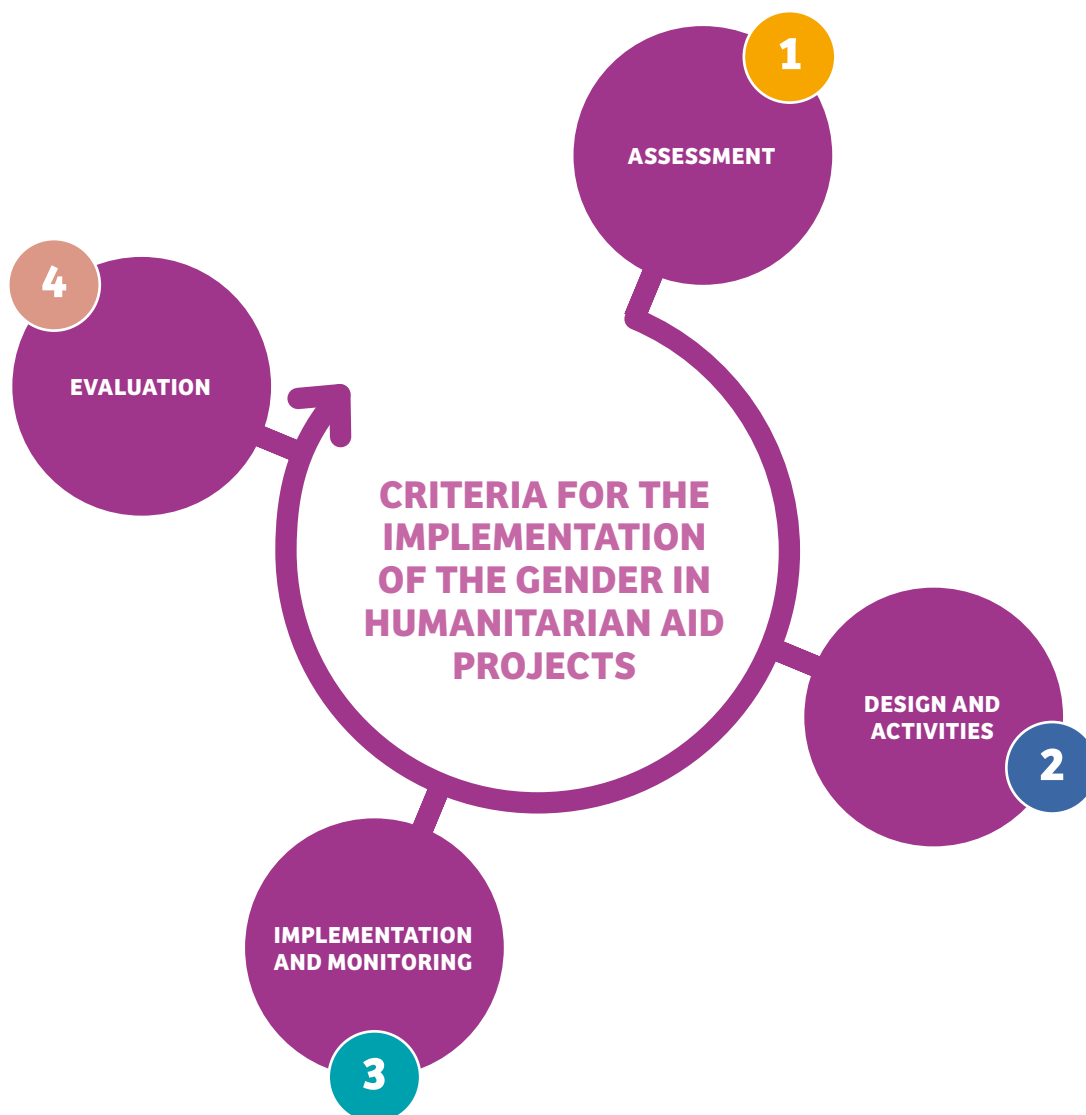 1
ASSESSMENT
4
EVALUATION
CRITERIA FOR THE
IMPLEMENTATION
OF THE GENDER IN
HUMANITARIAN AID
PROJECTS
DESIGN AND
ACTIVITIES
2
IMPLEMENTATION
AND MONITORING
3